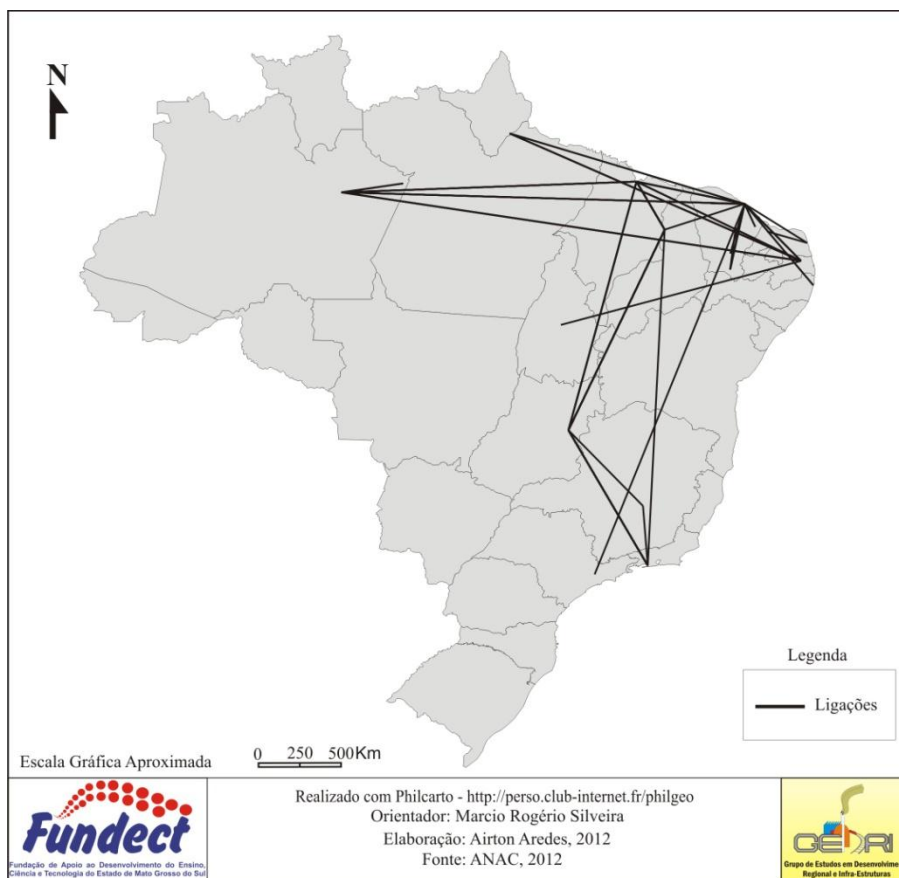 N
Legenda
Ligações
Escala Gráfica Aproximada
0 250 500Km
Fundect
Fundação de Apoio ao Desenvolvimento do Ensino,
Ciência e Tecnologia do Estado de Mato Grosso do Sul
Realizado com Philcarto - http://perso.club-internet.fr/philgeo
Orientador: Marcio Rogério Silveira
Elaboração: Airton Aredes, 2012
Fonte: ANAC, 2012
GEDRI
Grupo de Estudos em Desenvolvime
Regional e Infra-Estruturas